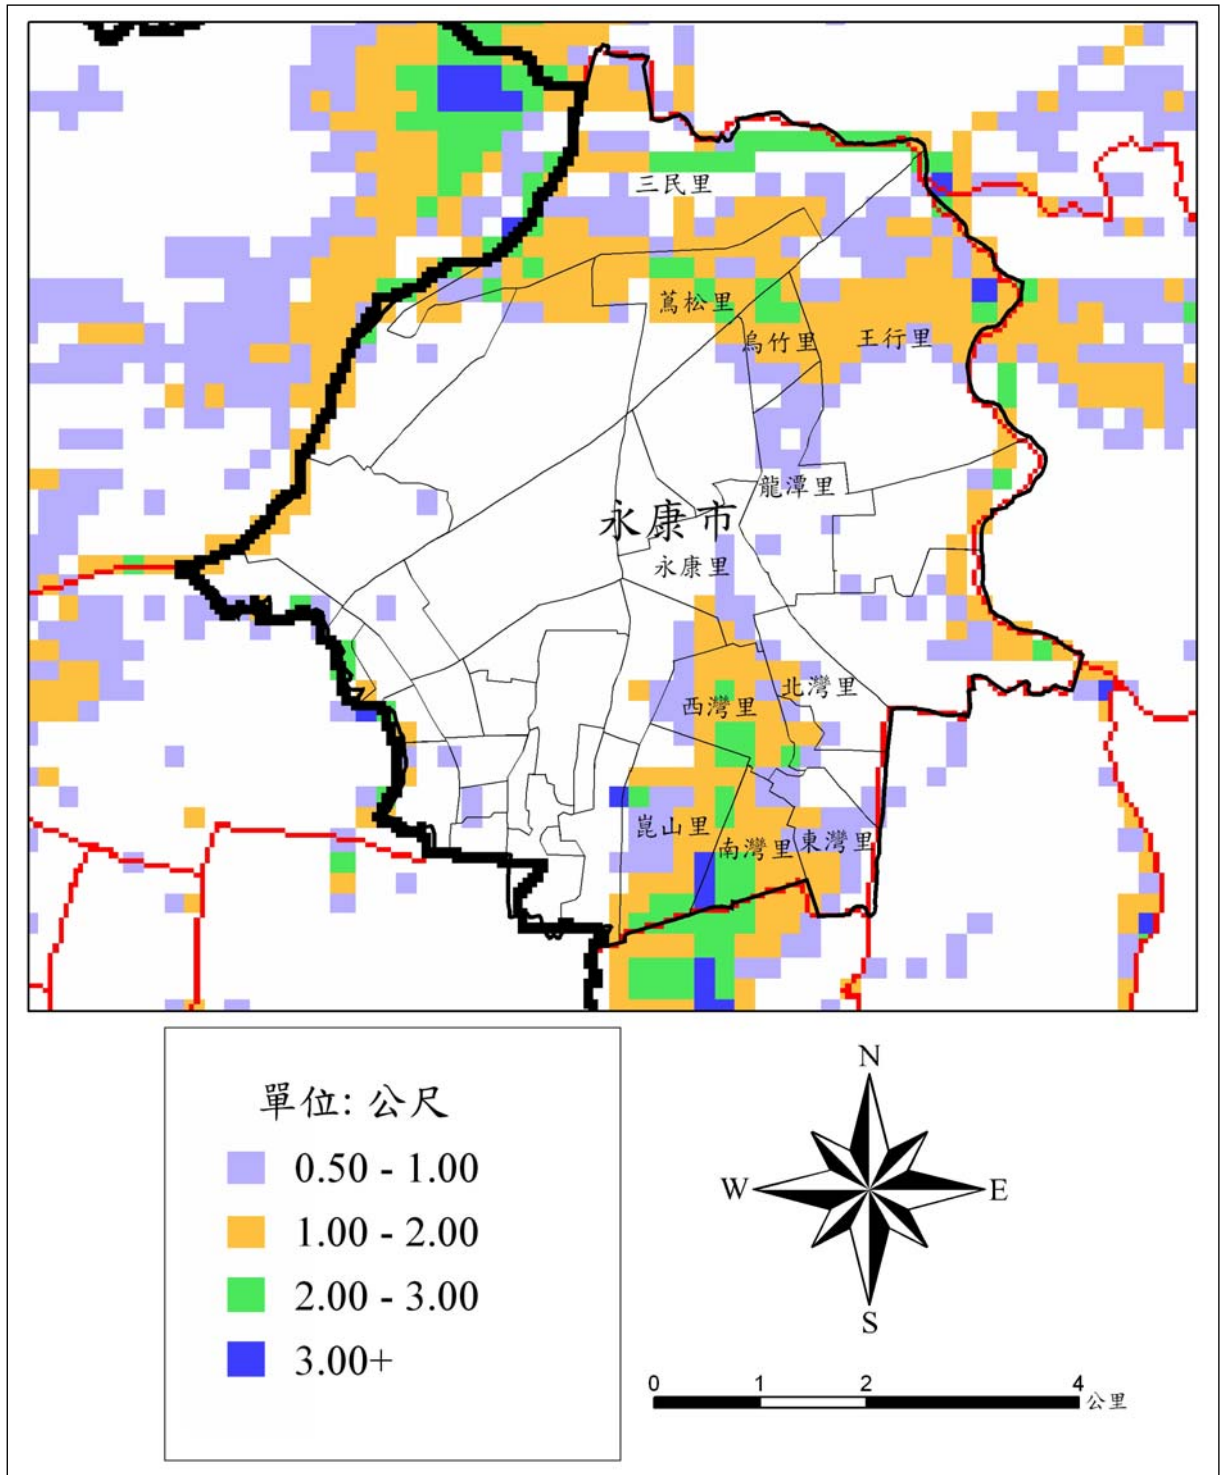 三民里
蔦松里
烏竹里
王行里
龍潭里
永康市
永康里
北灣里
西灣里
崑山里
南灣里
東灣里
單位: 公尺
0.50 - 1.00
1.00 - 2.00
2.00 - 3.00
3.00+
N
W
E
S
0 1 2 4
公里